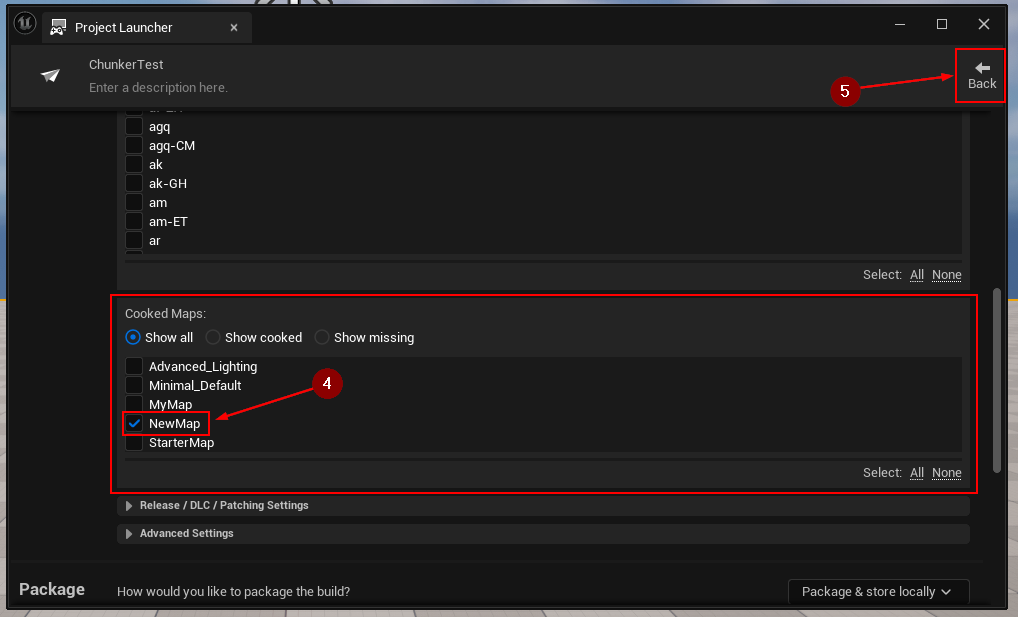 Project Launcher
ChunkerTest
Enter a description here.
5
Back
agq
agq-CM
ak
ak-GH
am
am-ET
ar
Select: All None
Cooked Maps:
Show all Show cooked Show missing
Advanced_Lighting
Minimal_Default
4
MyMap
NewMap
StarterMap
Select: All None
Release / DLC / Patching Settings
Advanced Settings
Package How would you like to package the build? Package & store locally